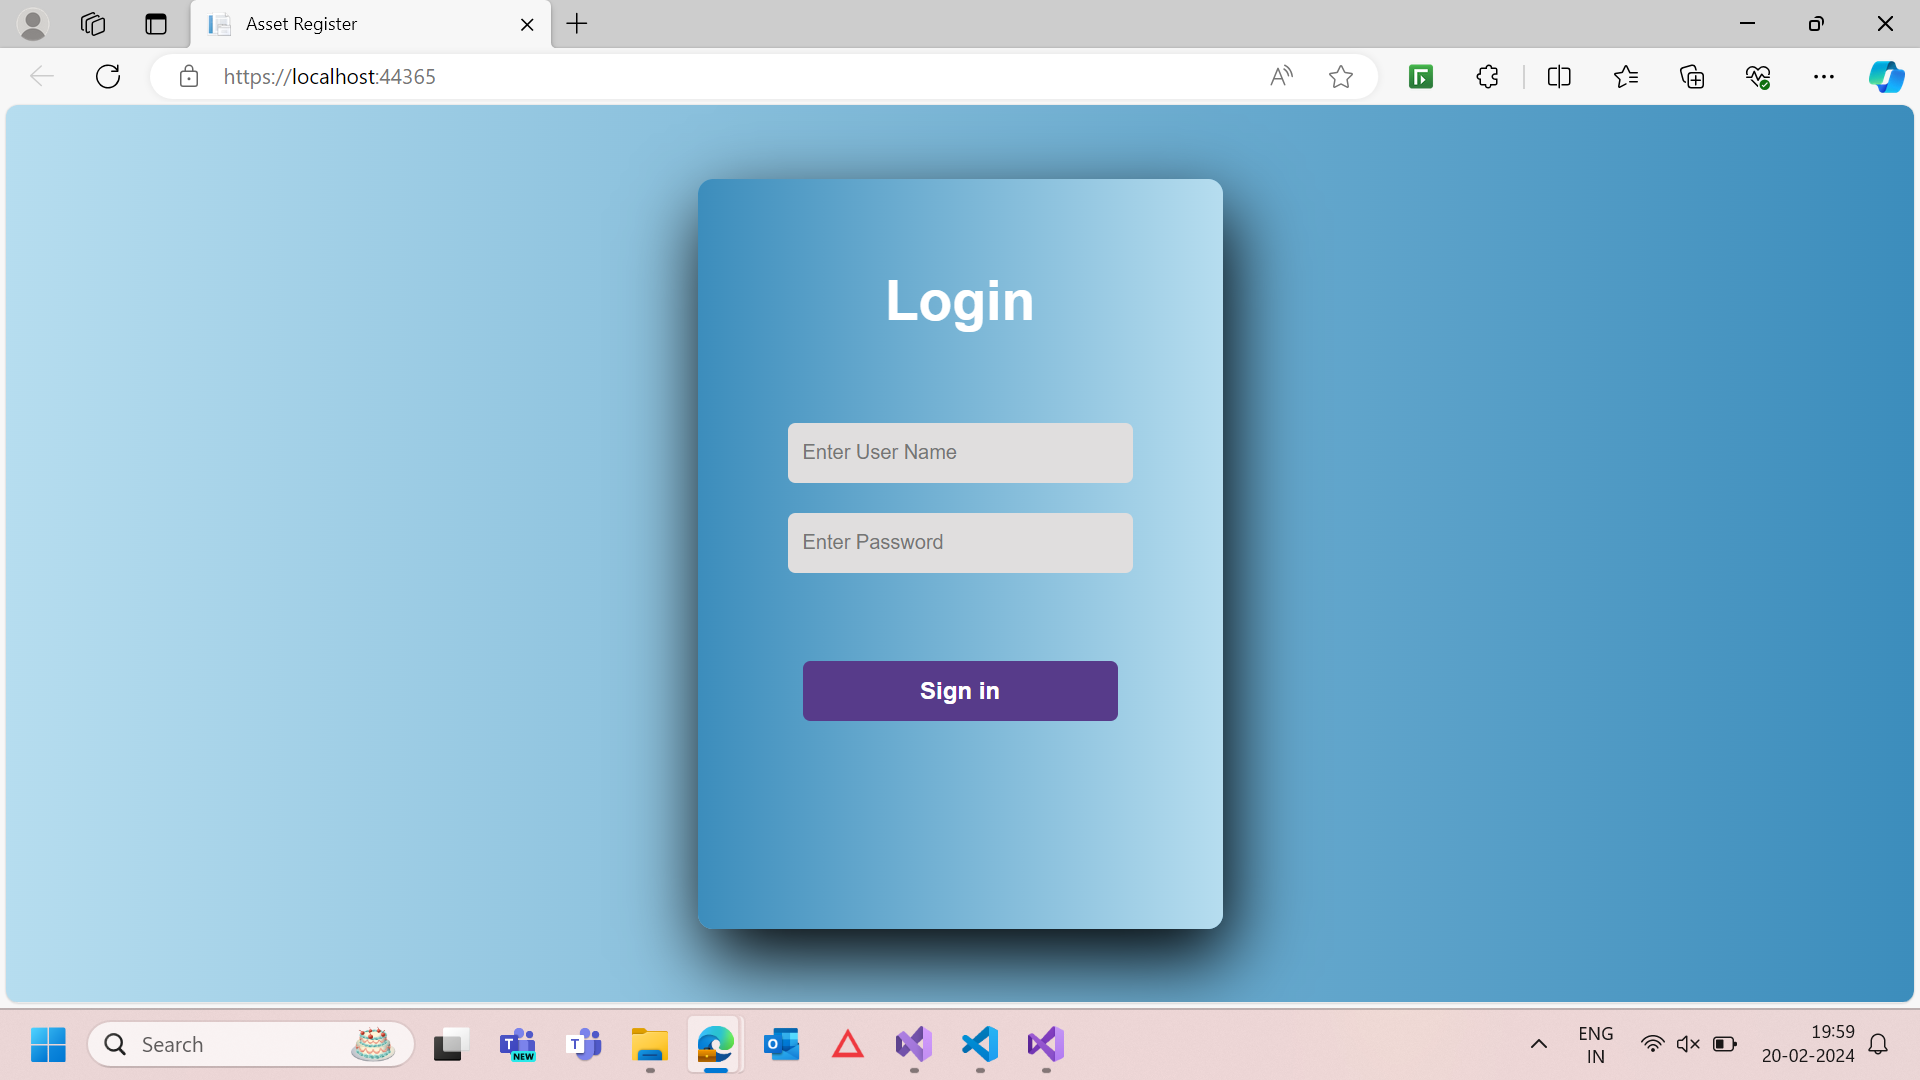 Asset Register
https://localhost:44365
Login
Enter User Name
Enter Password
Sign in
Search
NEW
ENG
IN
19:59
20-02-2024